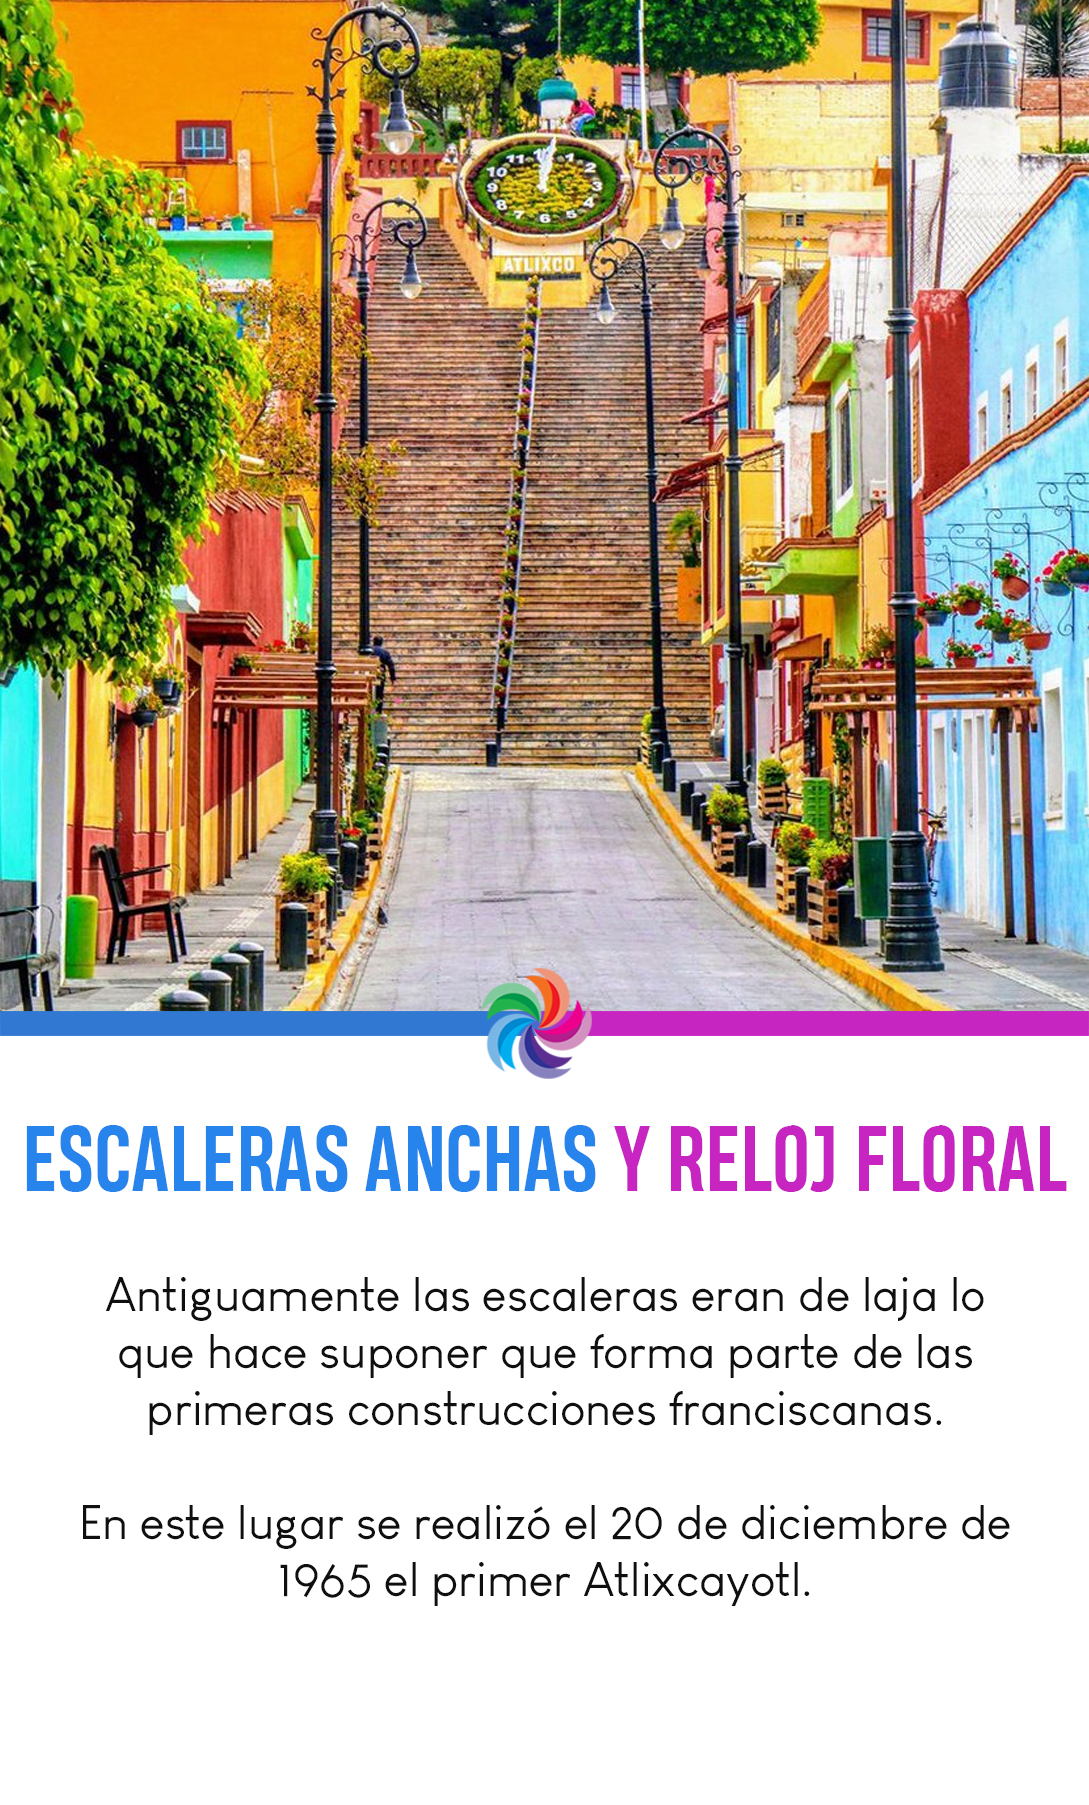 11 1
10 2
9 3
8 4
7 6 5
ATLIXCO
ESCALERAS ANCHAS Y RELOJ FLORAL
Antiguamente las escaleras eran de laja lo
que hace suponer que forma parte de las
primeras construcciones franciscanas.
En este lugar se realizó el 20 de diciembre de
1965 el primer Atlixcayotl.